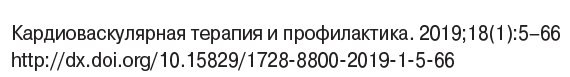 Кардиоваскулярная терапия и профилактика. 2019;18(1):5–66
http://dx.doi.org/10.15829/1728-8800-2019-1-5-66